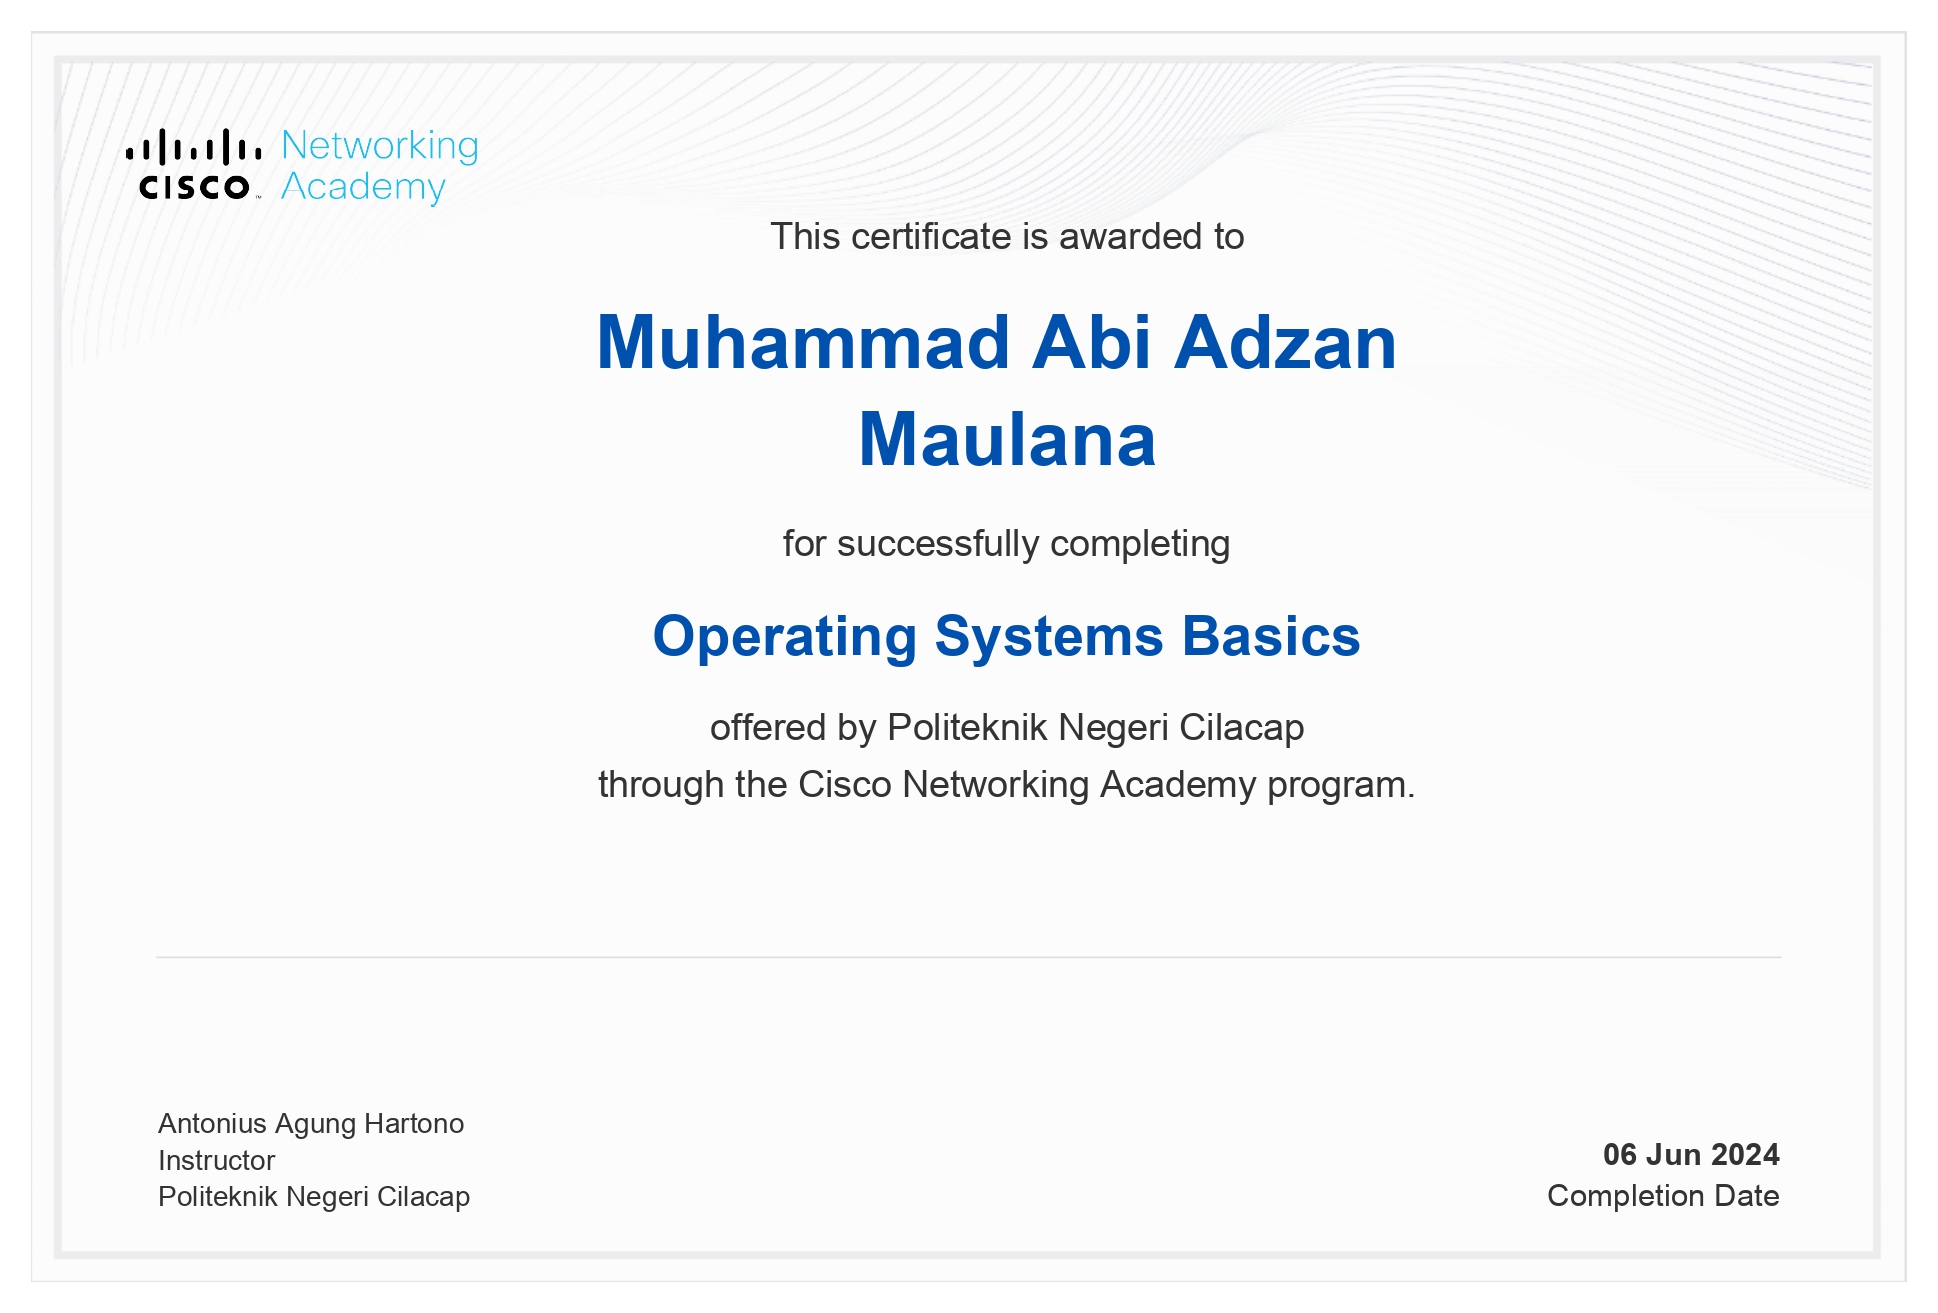 Networking
CISCO™ Academy
This certificate is awarded to
Muhammad Abi Adzan
Maulana
for successfully completing
Operating Systems Basics
offered by Politeknik Negeri Cilacap
through the Cisco Networking Academy program.
Antonius Agung Hartono
Instructor
Politeknik Negeri Cilacap
06 Jun 2024
Completion Date